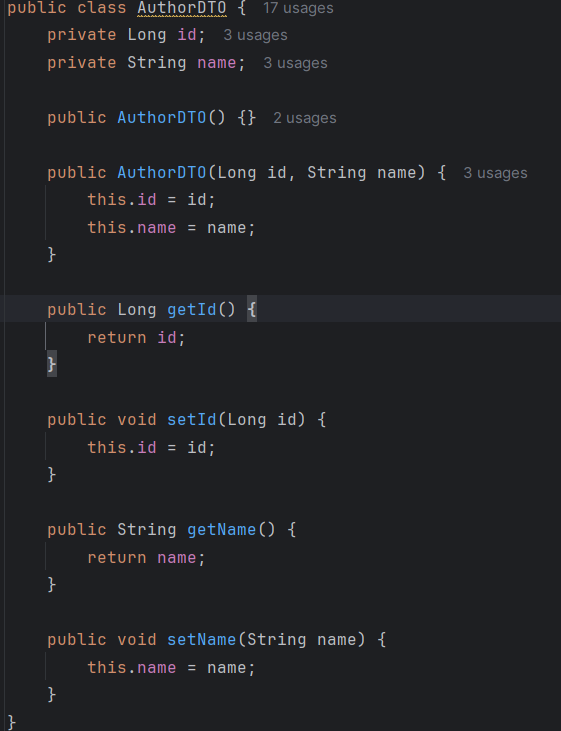 public class AuthorDTO {  17 usages
    private Long id;  3 usages
    private String name;  3 usages

    public AuthorDTO() {}  2 usages

    public AuthorDTO(Long id, String name) {  3 usages
        this.id = id;
        this.name = name;
    }

    public Long getId() {
        return id;
    }

    public void setId(Long id) {
        this.id = id;
    }

    public String getName() {
        return name;
    }

    public void setName(String name) {
        this.name = name;
    }
}